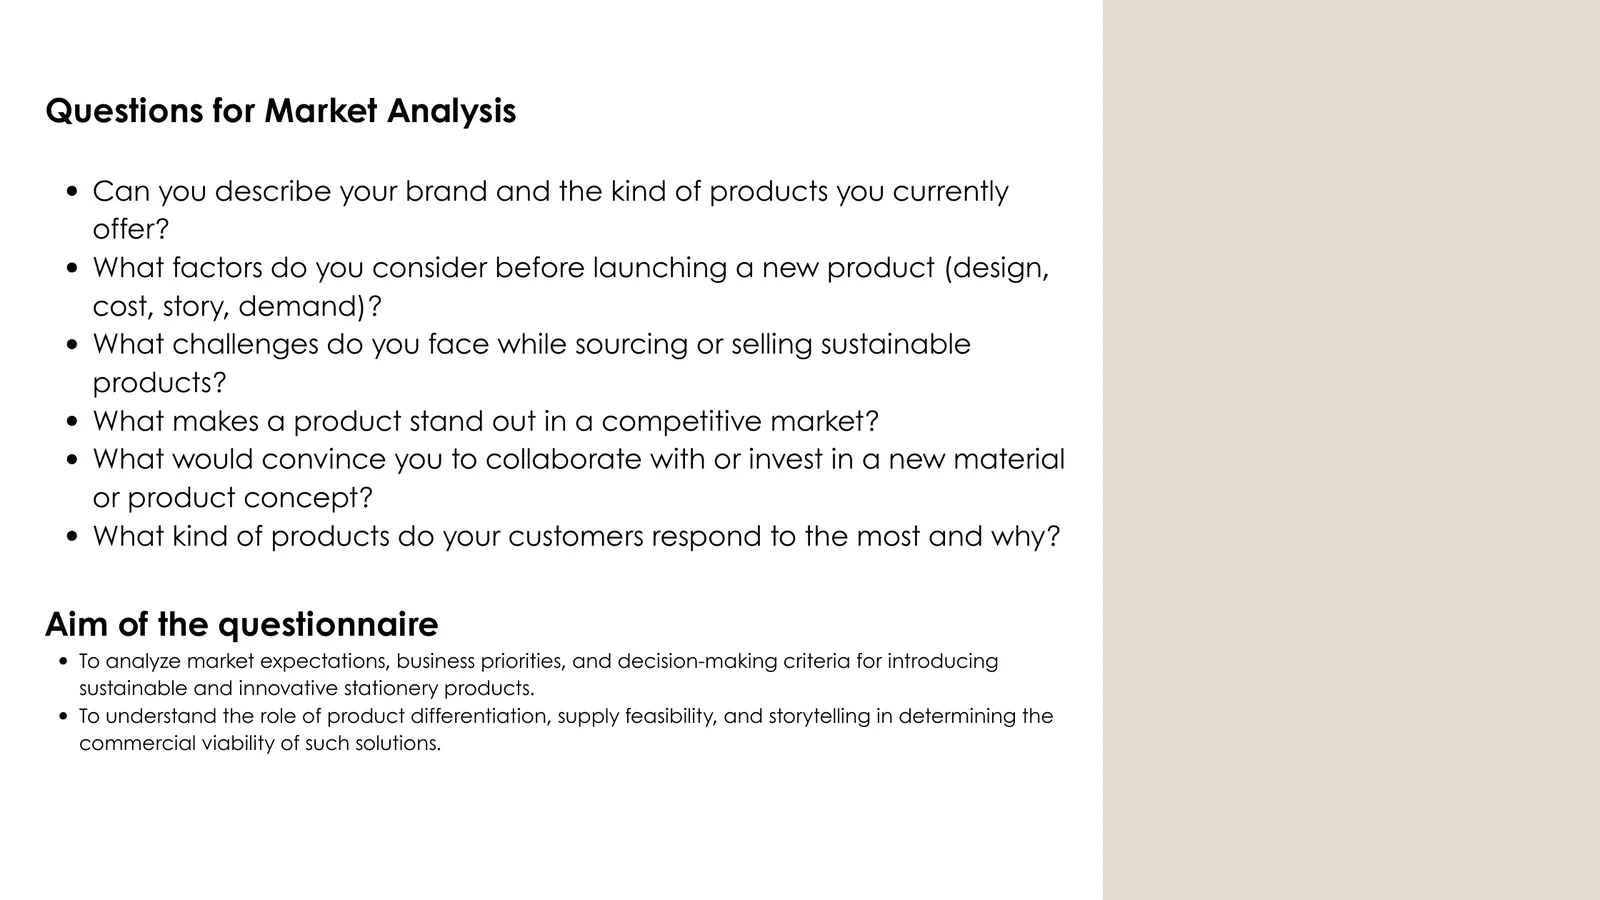 Questions for Market Analysis
• Can you describe your brand and the kind of products you currently
offer?
• What factors do you consider before launching a new product (design,
cost, story, demand)?
• What challenges do you face while sourcing or selling sustainable
products?
• What makes a product stand out in a competitive market?
• What would convince you to collaborate with or invest in a new material
or product concept?
• What kind of products do your customers respond to the most and why?
Aim of the questionnaire
• To analyze market expectations, business priorities, and decision-making criteria for introducing
sustainable and innovative stationery products.
• To understand the role of product differentiation, supply feasibility, and storytelling in determining the
commercial viability of such solutions.